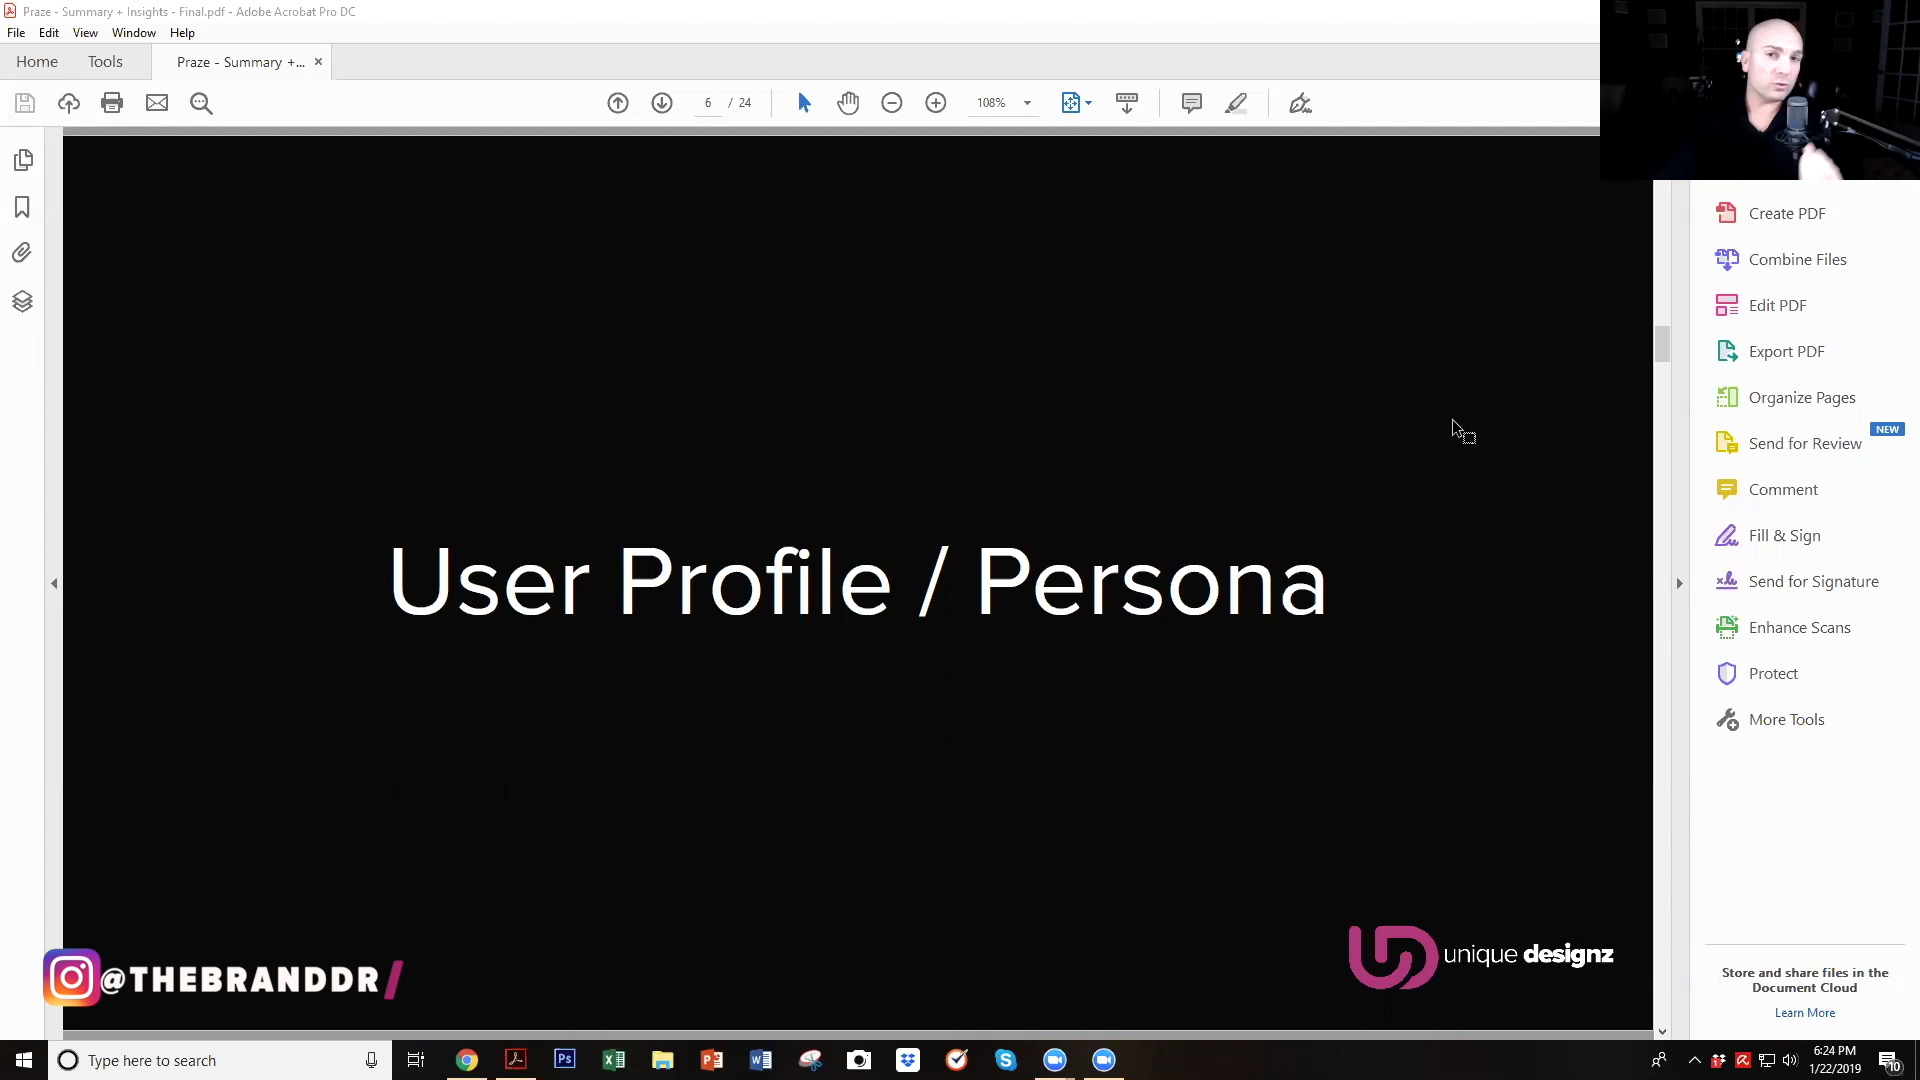 Praze - Summary + Insights - Final.pdf - Adobe Acrobat Pro DC
File Edit View Window Help
Home Tools Praze - Summary +... ×
6 / 24 108%
Create PDF
Combine Files
Edit PDF
Export PDF
Organize Pages
NEW
Send for Review
Comment
Fill & Sign
Send for Signature
Enhance Scans
Protect
More Tools
User Profile / Persona
unique designz
@THEBRANDDR/
Store and share files in the
Document Cloud
Learn More
Type here to search
Ps
6:24 PM
1/22/2019
10